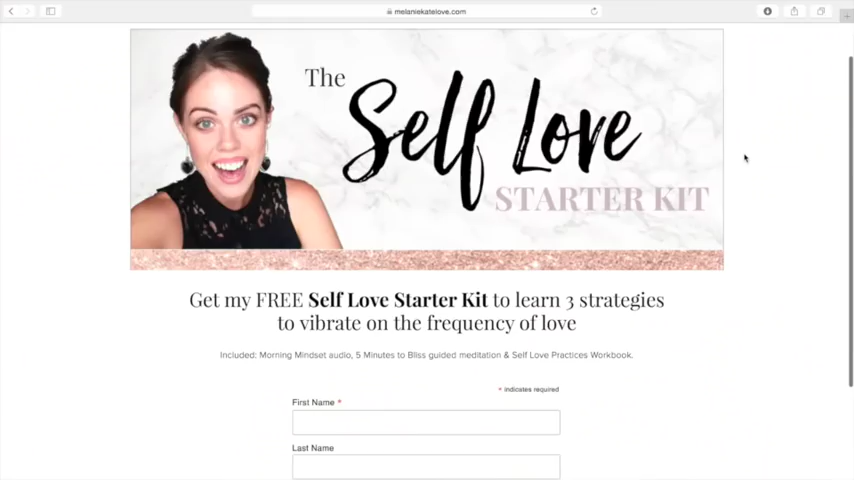 melaniekatelove.com
The
Self Love
STARTER KIT
Get my FREE Self Love Starter Kit to learn 3 strategies
to vibrate on the frequency of love
Included: Morning Mindset audio, 5 Minutes to Bliss guided meditation & Self Love Practices Workbook.
* indicates required
First Name *
Last Name